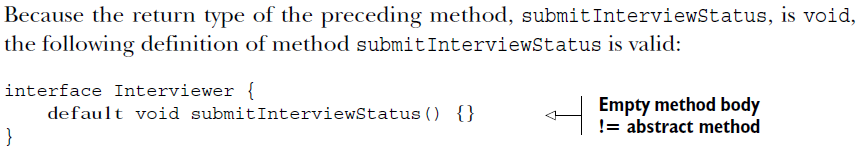 Because the return type of the preceding method, submitInterviewStatus, is void,
the following definition of method submitInterviewStatus is valid:
interface Interviewer {
    default void submitInterviewStatus() {}
}
Empty method body
!= abstract method